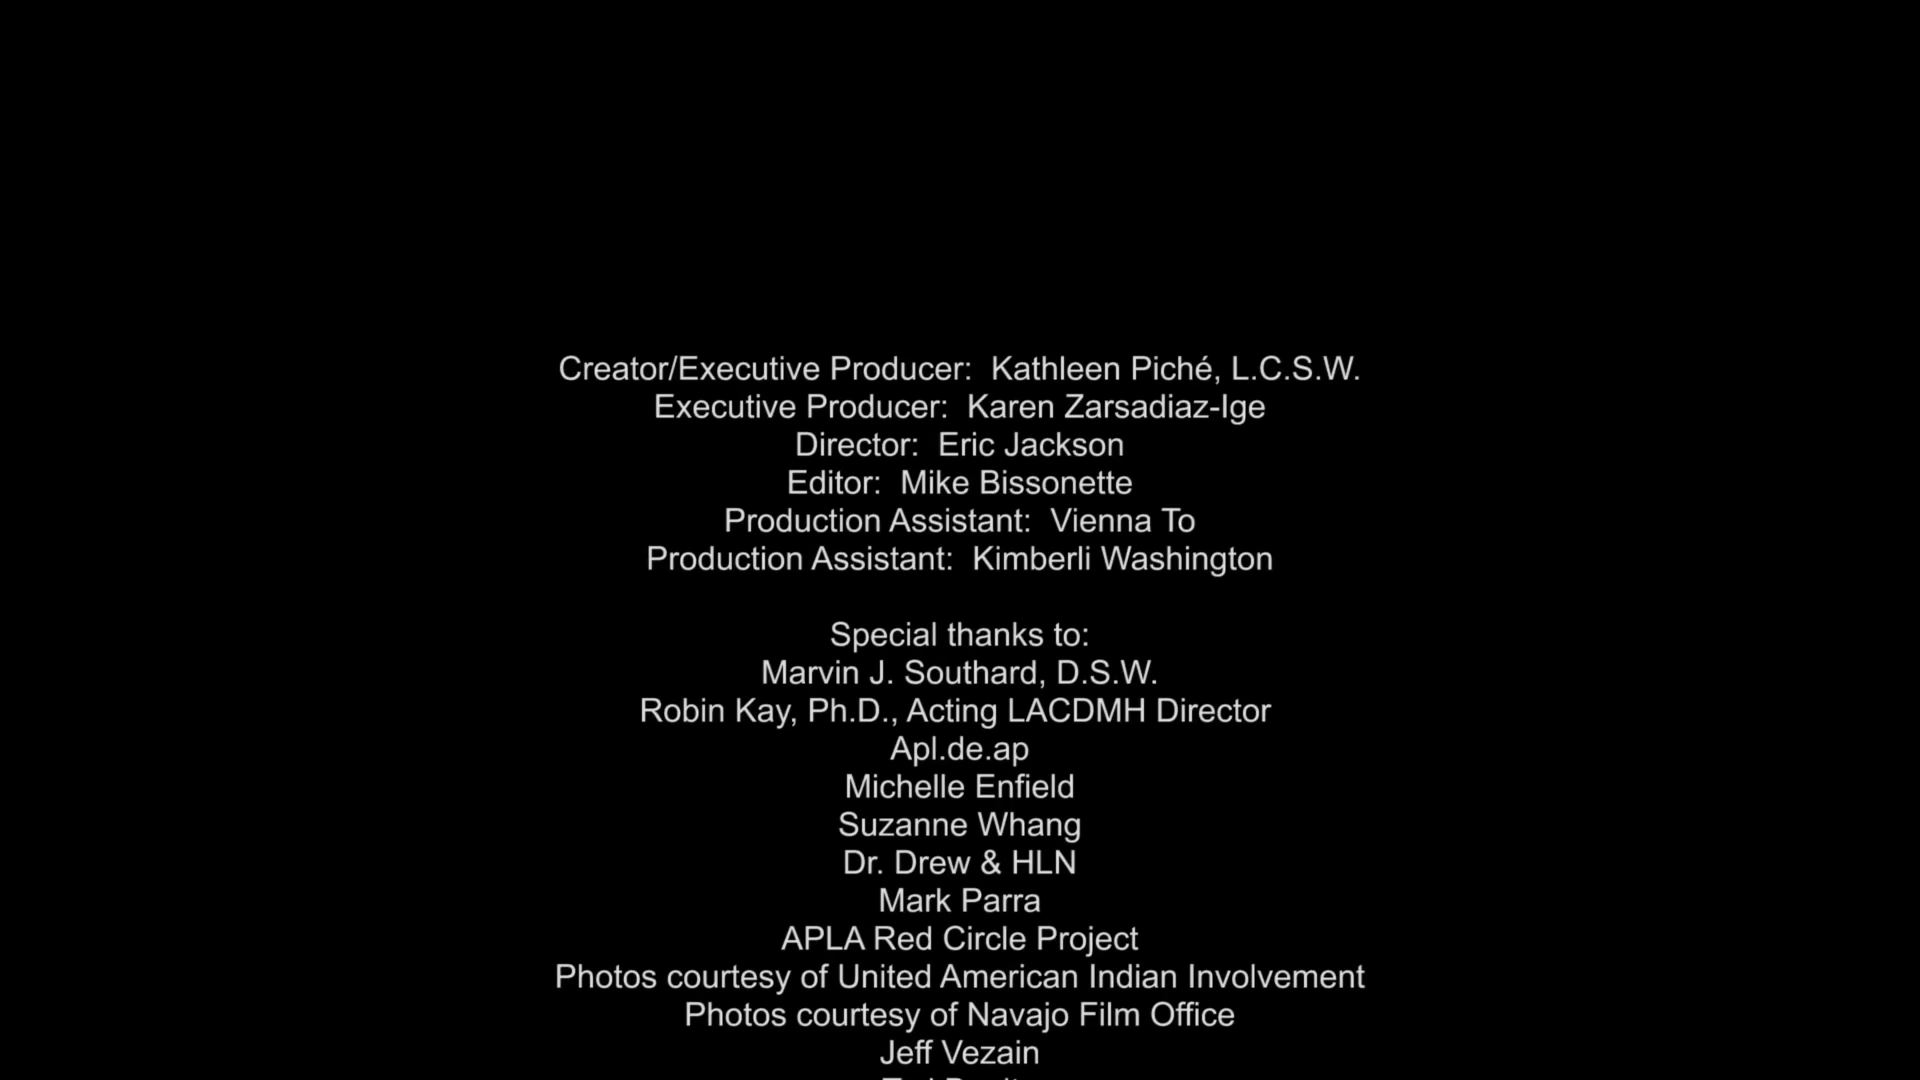 Creator/Executive Producer:  Kathleen Piché, L.C.S.W.
Executive Producer:  Karen Zarsadiaz-Ige
Director:  Eric Jackson
Editor:  Mike Bissonette
Production Assistant:  Vienna To
Production Assistant:  Kimberli Washington
Special thanks to:
Marvin J. Southard, D.S.W.
Robin Kay, Ph.D., Acting LACDMH Director
Apl.de.ap
Michelle Enfield
Suzanne Whang
Dr. Drew & HLN
Mark Parra
APLA Red Circle Project
Photos courtesy of United American Indian Involvement
Photos courtesy of Navajo Film Office
Jeff Vezain